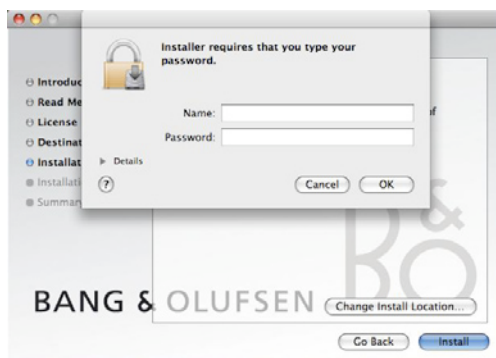 Installer requires that you type your
password.
Name:
Password:
Details
?
Cancel
OK
Introduc
Read Me
License
Destinat
Installat
Installati
Summar
of
B&O
BANG & OLUFSEN
Change Install Location...
Go Back
Install